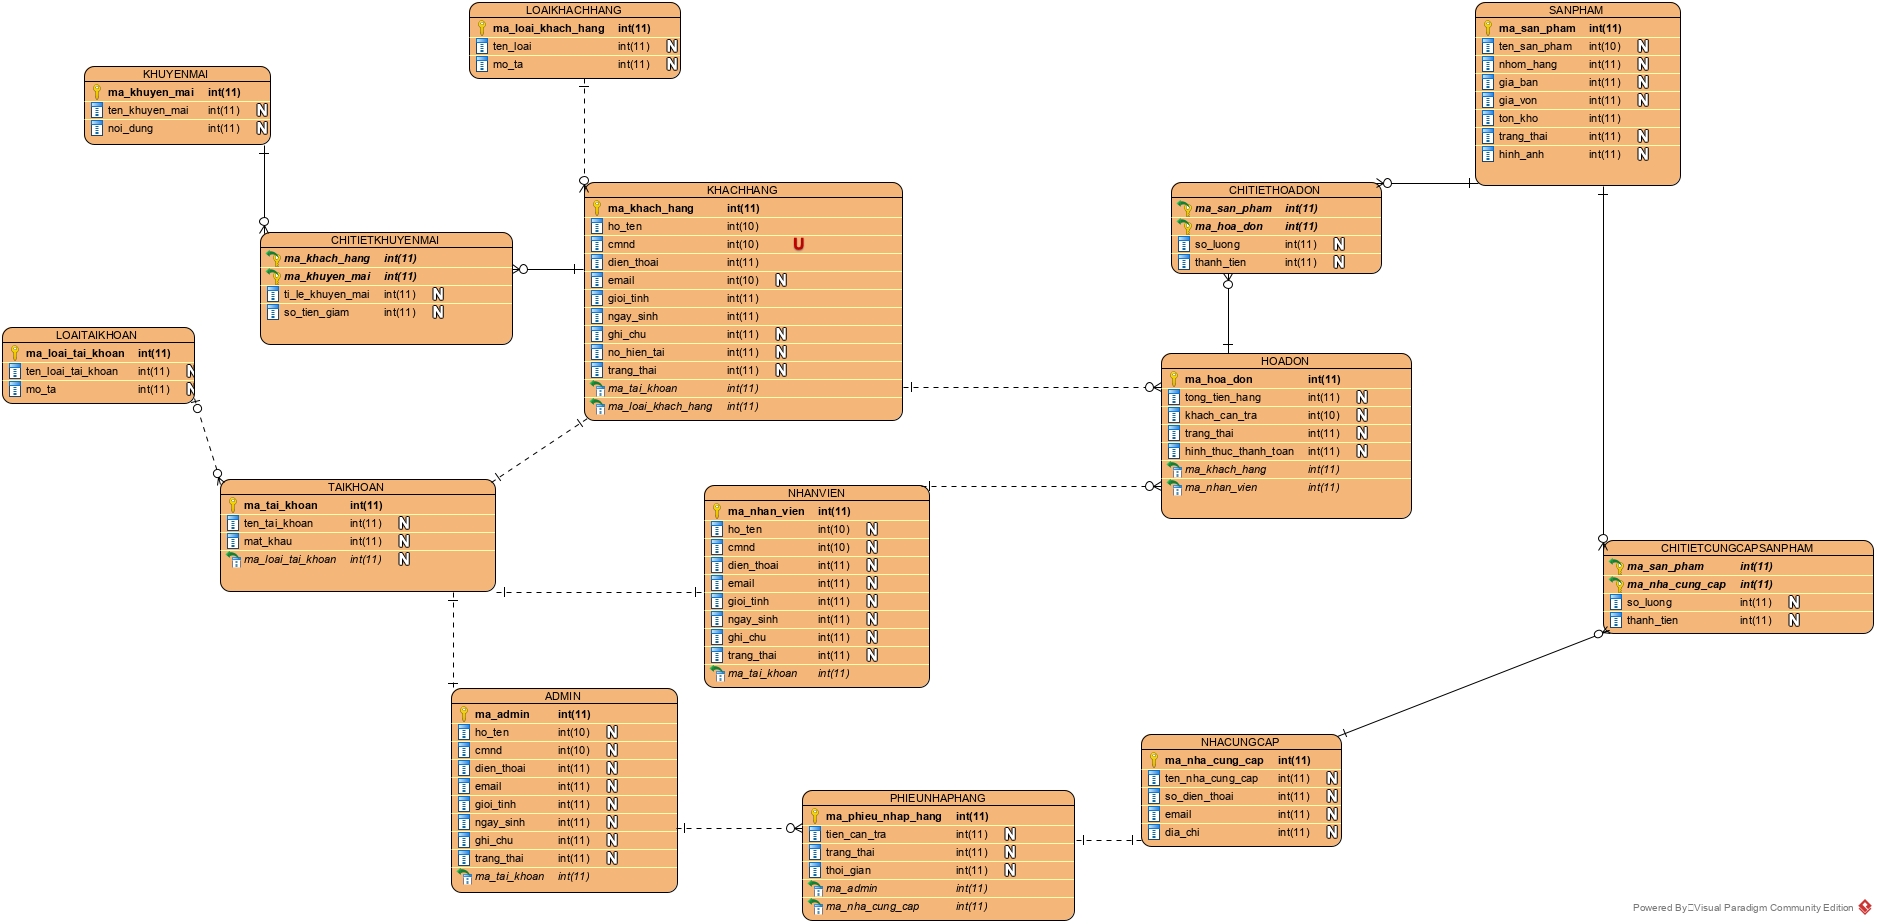 LOAIKHACHHANG
ma_loai_khach_hang int(11)
ten_loai int(11) N
mo_ta int(11) N
SANPHAM
ma_san_pham int(11)
ten_san_pham int(10) N
nhom_hang int(11) N
gia_ban int(11) N
gia_von int(11) N
ton_kho int(11)
trang_thai int(11) N
hinh_anh int(11) N
KHUYENMAI
ma_khuyen_mai int(11)
ten_khuyen_mai int(11) N
noi_dung int(11) N
KHACHHANG
ma_khach_hang int(11)
ho_ten int(10)
cmnd int(10) U
dien_thoai int(11)
email int(10) N
gioi_tinh int(11)
ngay_sinh int(11)
ghi_chu int(11) N
no_hien_tai int(11) N
trang_thai int(11) N
ma_tai_khoan int(11)
ma_loai_khach_hang int(11)
CHITIETHOADON
ma_san_pham int(11)
ma_hoa_don int(11)
so_luong int(11) N
thanh_tien int(11) N
CHITIETKHUYENMAI
ma_khach_hang int(11)
ma_khuyen_mai int(11)
ti_le_khuyen_mai int(11) N
so_tien_giam int(11) N
LOAITAIKHOAN
ma_loai_tai_khoan int(11)
ten_loai_tai_khoan int(11) N
mo_ta int(11) N
HOADON
ma_hoa_don int(11)
tong_tien_hang int(11) N
khach_can_tra int(10) N
trang_thai int(11) N
hinh_thuc_thanh_toan int(11) N
ma_khach_hang int(11)
ma_nhan_vien int(11)
TAIKHOAN
ma_tai_khoan int(11)
ten_tai_khoan int(11) N
mat_khau int(11) N
ma_loai_tai_khoan int(11) N
NHANVIEN
ma_nhan_vien int(11)
ho_ten int(10) N
cmnd int(10) N
dien_thoai int(11) N
email int(11) N
gioi_tinh int(11) N
ngay_sinh int(11) N
ghi_chu int(11) N
trang_thai int(11) N
ma_tai_khoan int(11)
CHITIETCUNGCAPSANPHAM
ma_san_pham int(11)
ma_nha_cung_cap int(11)
so_luong int(11) N
thanh_tien int(11) N
ADMIN
ma_admin int(11)
ho_ten int(10) N
cmnd int(10) N
dien_thoai int(11) N
email int(11) N
gioi_tinh int(11) N
ngay_sinh int(11) N
ghi_chu int(11) N
trang_thai int(11) N
ma_tai_khoan int(11)
NHACUNGCAP
ma_nha_cung_cap int(11)
ten_nha_cung_cap int(11) N
so_dien_thoai int(11) N
email int(11) N
dia_chi int(11) N
PHIEUNHAPHANG
ma_phieu_nhap_hang int(11)
tien_can_tra int(11) N
trang_thai int(11) N
thoi_gian int(11) N
ma_admin int(11)
ma_nha_cung_cap int(11)
Powered By Visual Paradigm Community Edition